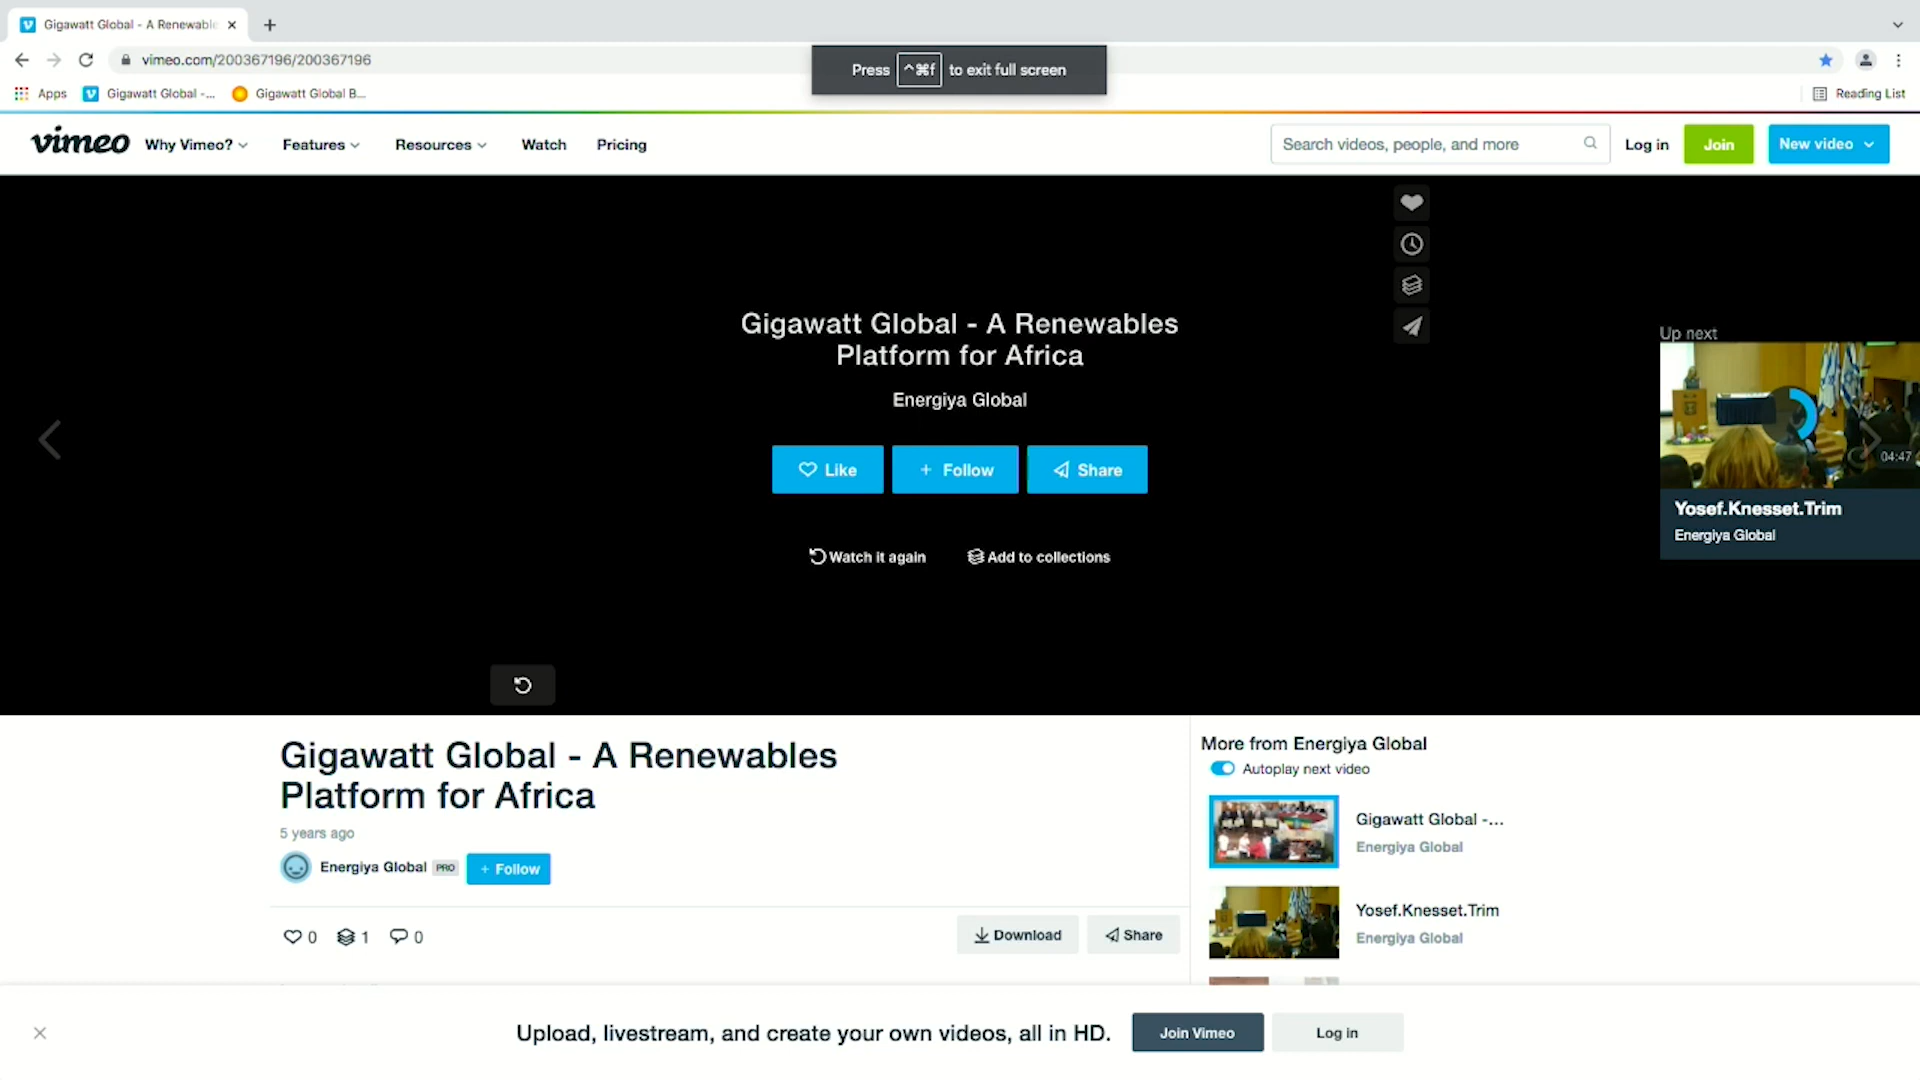 Gigawatt Global - A Renewable
vimeo.com/200367196/200367196
Press ^⌘f to exit full screen
Apps Gigawatt Global -... Gigawatt Global B... Reading List
vimeo Why Vimeo? Features Resources Watch Pricing Search videos, people, and more Log in Join New video
Gigawatt Global - A Renewables
Platform for Africa
Energiya Global
Like + Follow Share
Watch it again Add to collections
Up next
04:47
Yosef.Knesset.Trim
Energiya Global
Gigawatt Global - A Renewables
Platform for Africa
5 years ago
Energiya Global PRO + Follow
0 1 0
Download Share
More from Energiya Global
Autoplay next video
Gigawatt Global -...
Energiya Global
Yosef.Knesset.Trim
Energiya Global
Upload, livestream, and create your own videos, all in HD. Join Vimeo Log in